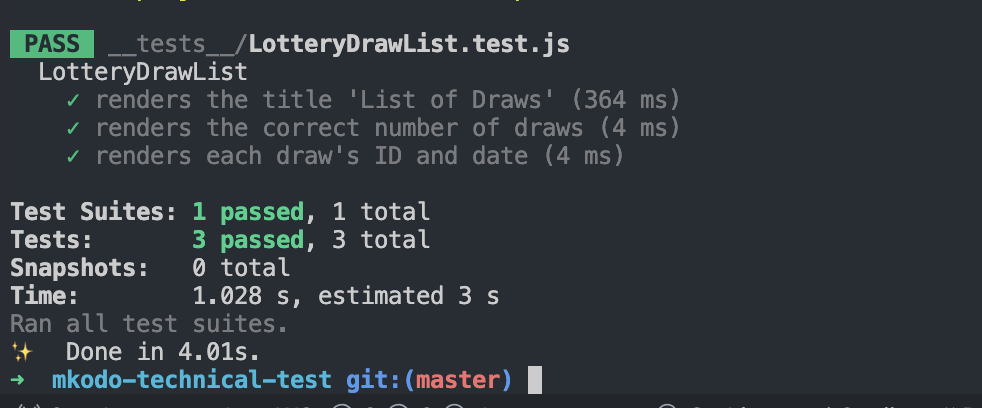 PASS __tests__/LotteryDrawList.test.js
LotteryDrawList
✓ renders the title 'List of Draws' (364 ms)
✓ renders the correct number of draws (4 ms)
✓ renders each draw's ID and date (4 ms)
Test Suites: 1 passed, 1 total
Tests: 3 passed, 3 total
Snapshots: 0 total
Time: 1.028 s, estimated 3 s
Ran all test suites.
✨ Done in 4.01s.
➜ mkodo-technical-test git:(master)